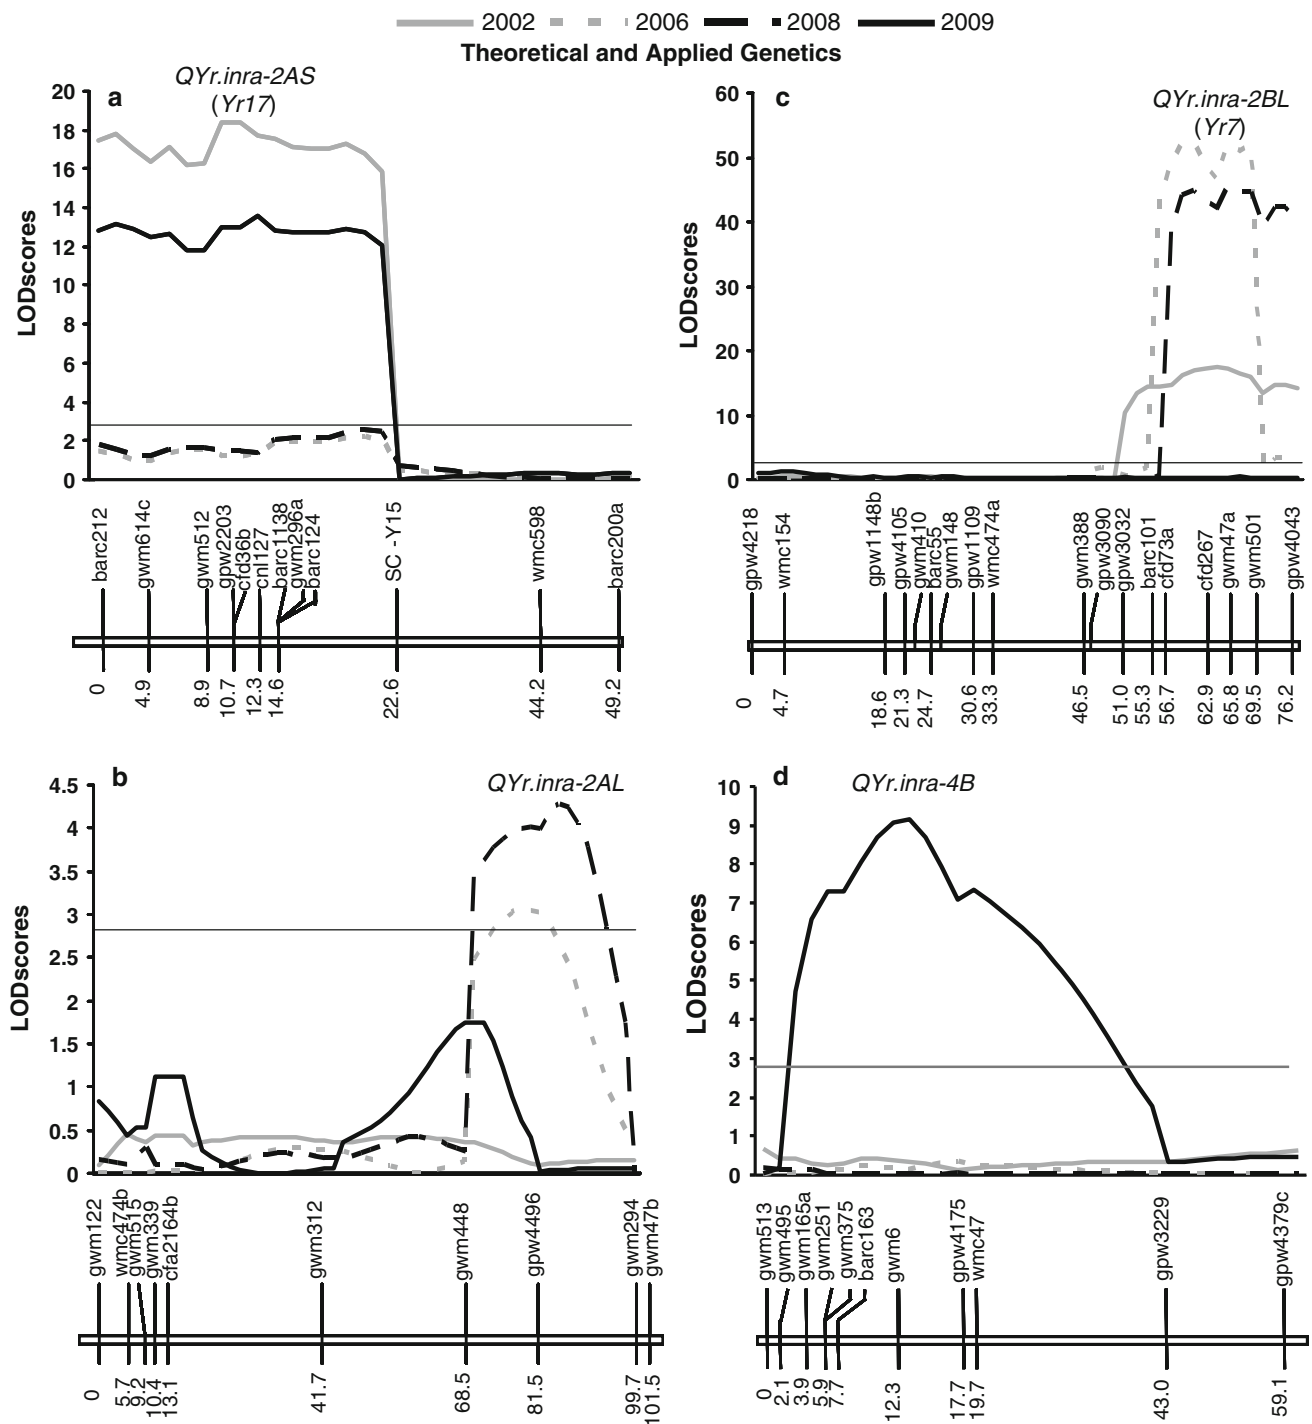 2002 2006 2008 2009
Theoretical and Applied Genetics
a
QYr.inra-2AS
(Yr17)
LODscores
20
18
16
14
12
10
8
6
4
2
0
barc212
gwm614c
gwm512
gpw2203
cfd36b
cnl127
barc1138
gwm296a
barc124
SC - Y15
wmc598
barc200a
0
4.9
8.9
10.7
12.3
14.6
22.6
44.2
49.2
c
QYr.inra-2BL
(Yr7)
LODscores
60
50
40
30
20
10
0
gpw4218
wmc154
gpw1148b
gpw4105
gwm410
barc55
gwm148
gpw1109
wmc474a
gwm388
gpw3090
gpw3032
barc101
cfd73a
cfd267
gwm47a
gwm501
gpw4043
0
4.7
18.6
21.3
24.7
30.6
33.3
46.5
51.0
55.3
56.7
62.9
65.8
69.5
76.2
b
QYr.inra-2AL
LODscores
4.5
4
3.5
3
2.5
2
1.5
1
0.5
0
gwm122
wmc474b
gwm515
gwm339
cfa2164b
gwm312
gwm448
gpw4496
gwm294
gwm47b
0
5.7
9.2
10.4
13.1
41.7
68.5
81.5
99.7
101.5
d
QYr.inra-4B
LODscores
10
9
8
7
6
5
4
3
2
1
0
gwm513
gwm495
gwm165a
gwm251
gwm375
barc163
gwm6
gpw4175
wmc47
gpw3229
gpw4379c
0
2.1
3.9
5.9
7.7
12.3
17.7
19.7
43.0
59.1